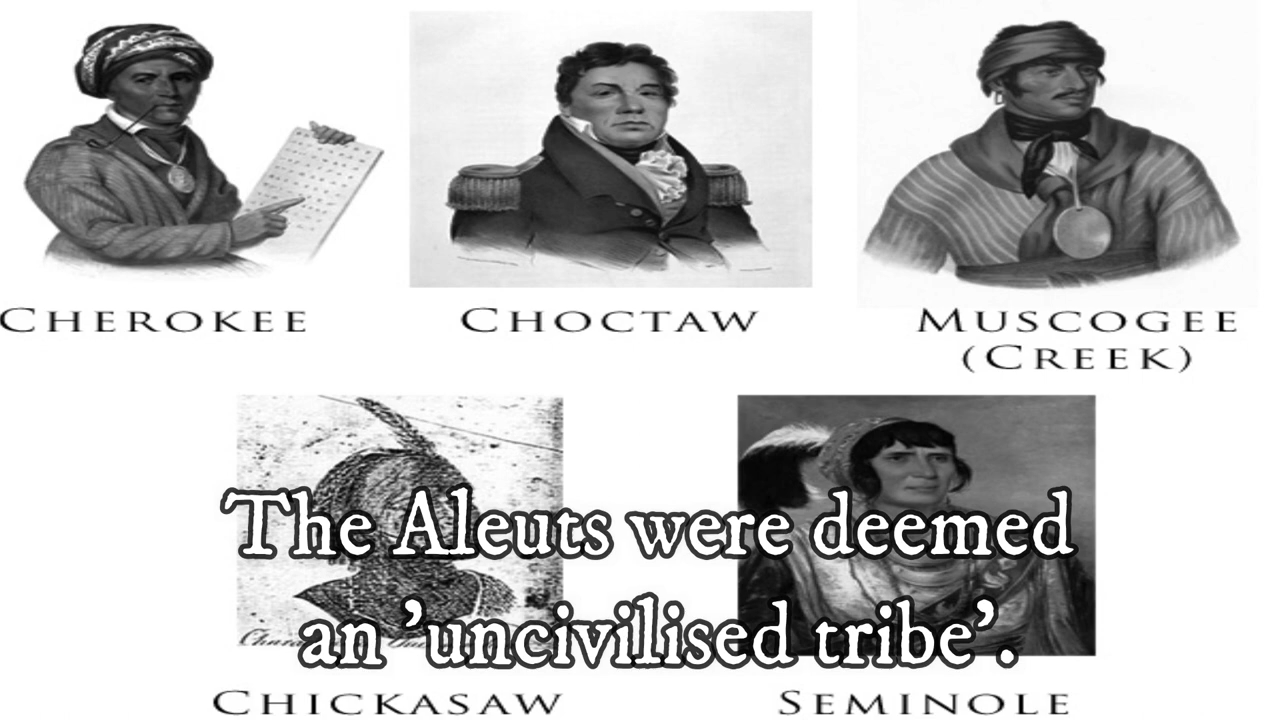 CHEROKEE
CHOCTAW
MUSCOGEE
(CREEK)
The Aleuts were deemed
an 'uncivilised tribe'.
CHICKASAW
SEMINOLE